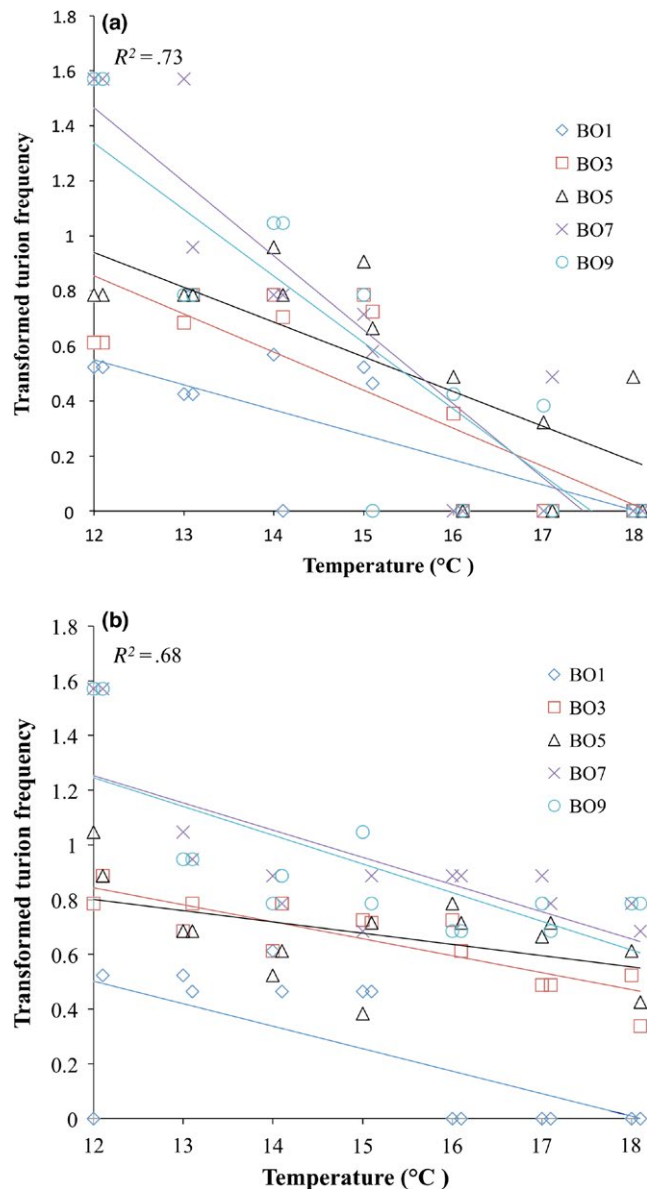 (a)
R² = .73
Transformed turion frequency
1.8
1.6
1.4
1.2
1
0.8
0.6
0.4
0.2
0
BO1
BO3
BO5
BO7
BO9
12 13 14 15 16 17 18
Temperature (°C )
(b)
R² = .68
Transformed turion frequency
1.8
1.6
1.4
1.2
1
0.8
0.6
0.4
0.2
0
BO1
BO3
BO5
BO7
BO9
12 13 14 15 16 17 18
Temperature (°C )